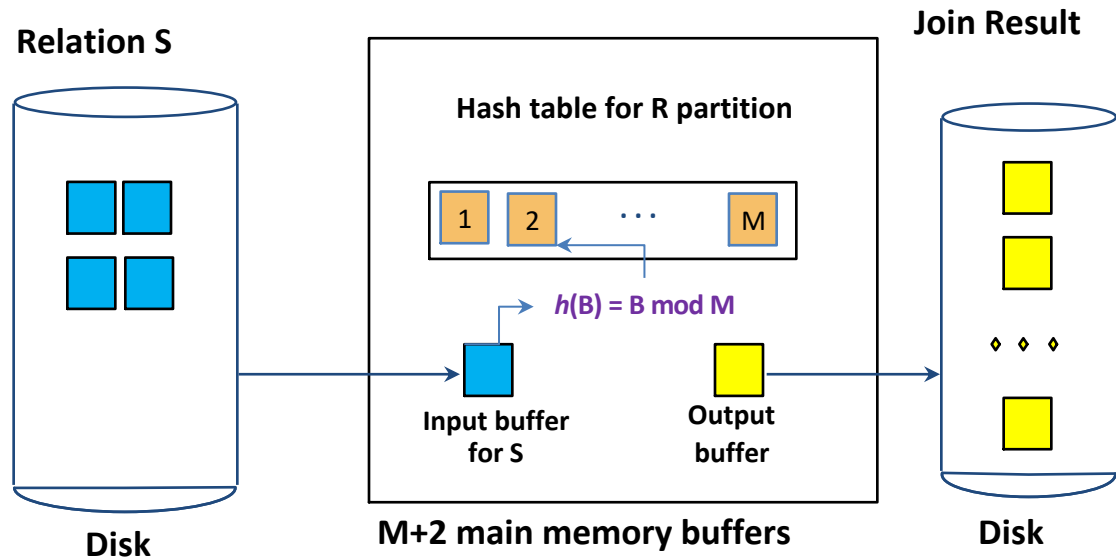 Relation S
Join Result
Hash table for R partition
1 2 ... M
h(B) = B mod M
Input buffer
for S
Output
buffer
Disk
M+2 main memory buffers
Disk